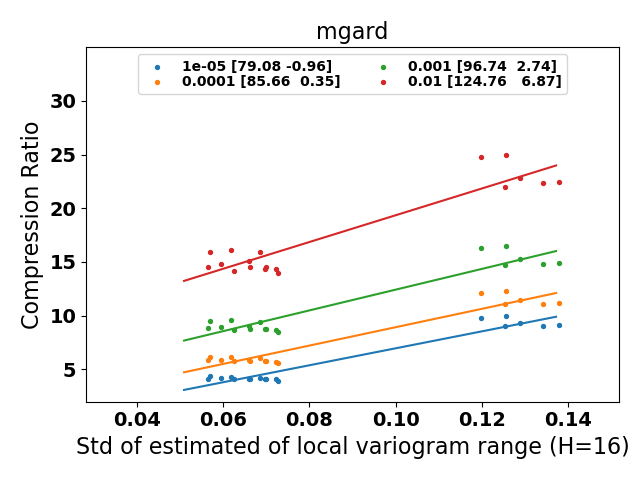 mgard
1e-05 [79.08 -0.96]
0.0001 [85.66  0.35]
0.001 [96.74  2.74]
0.01 [124.76   6.87]
Compression Ratio
30
25
20
15
10
5
0.04 0.06 0.08 0.10 0.12 0.14
Std of estimated of local variogram range (H=16)